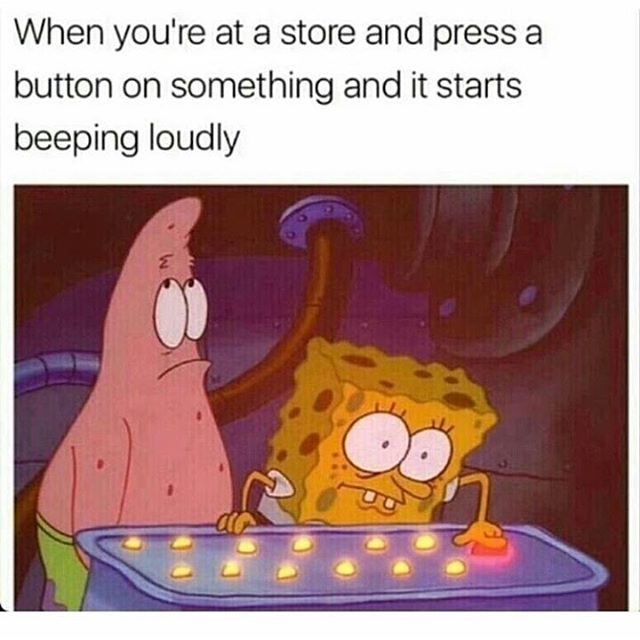 When you're at a store and press a
button on something and it starts
beeping loudly